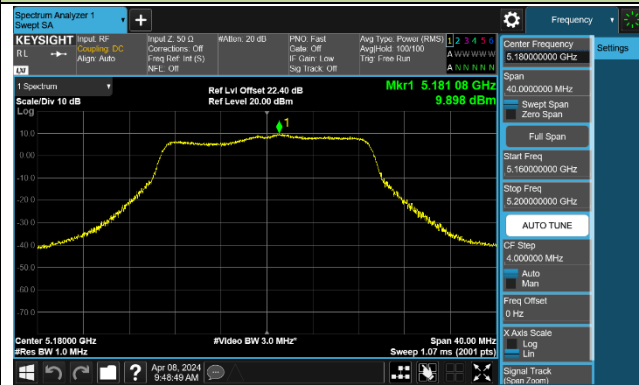 Spectrum Analyzer 1
Swept SA
Frequency
KEYSIGHT
RL
LXI
Input: RF
Coupling: DC
Align: Auto
Input Z: 50 Ω
Corrections: Off
Freq Ref: Int (S)
NFE: Off
#Atten: 20 dB
PNO: Fast
Gate: Off
IF Gain: Low
Sig Track: Off
Avg Type: Power (RMS)
Avg|Hold: 100/100
Trig: Free Run
1 2 3 4 5 6
A W W W W W
A N N N N N
1 Spectrum
Scale/Div 10 dB
Ref Lvl Offset 22.40 dB
Ref Level 20.00 dBm
Mkr1 5.181 08 GHz
9.898 dBm
Log
1
10.0
0.00
-10.0
-20.0
-30.0
-40.0
-50.0
-60.0
-70.0
Center 5.18000 GHz
#Res BW 1.0 MHz
#Video BW 3.0 MHz*
Span 40.00 MHz
Sweep 1.07 ms (2001 pts)
Apr 08, 2024
9:48:49 AM
Center Frequency
5.180000000 GHz
Settings
Span
40.0000000 MHz
Swept Span
Zero Span
Full Span
Start Freq
5.160000000 GHz
Stop Freq
5.200000000 GHz
AUTO TUNE
CF Step
4.000000 MHz
Auto
Man
Freq Offset
0 Hz
X Axis Scale
Log
Lin
Signal Track
(Span Zoom)